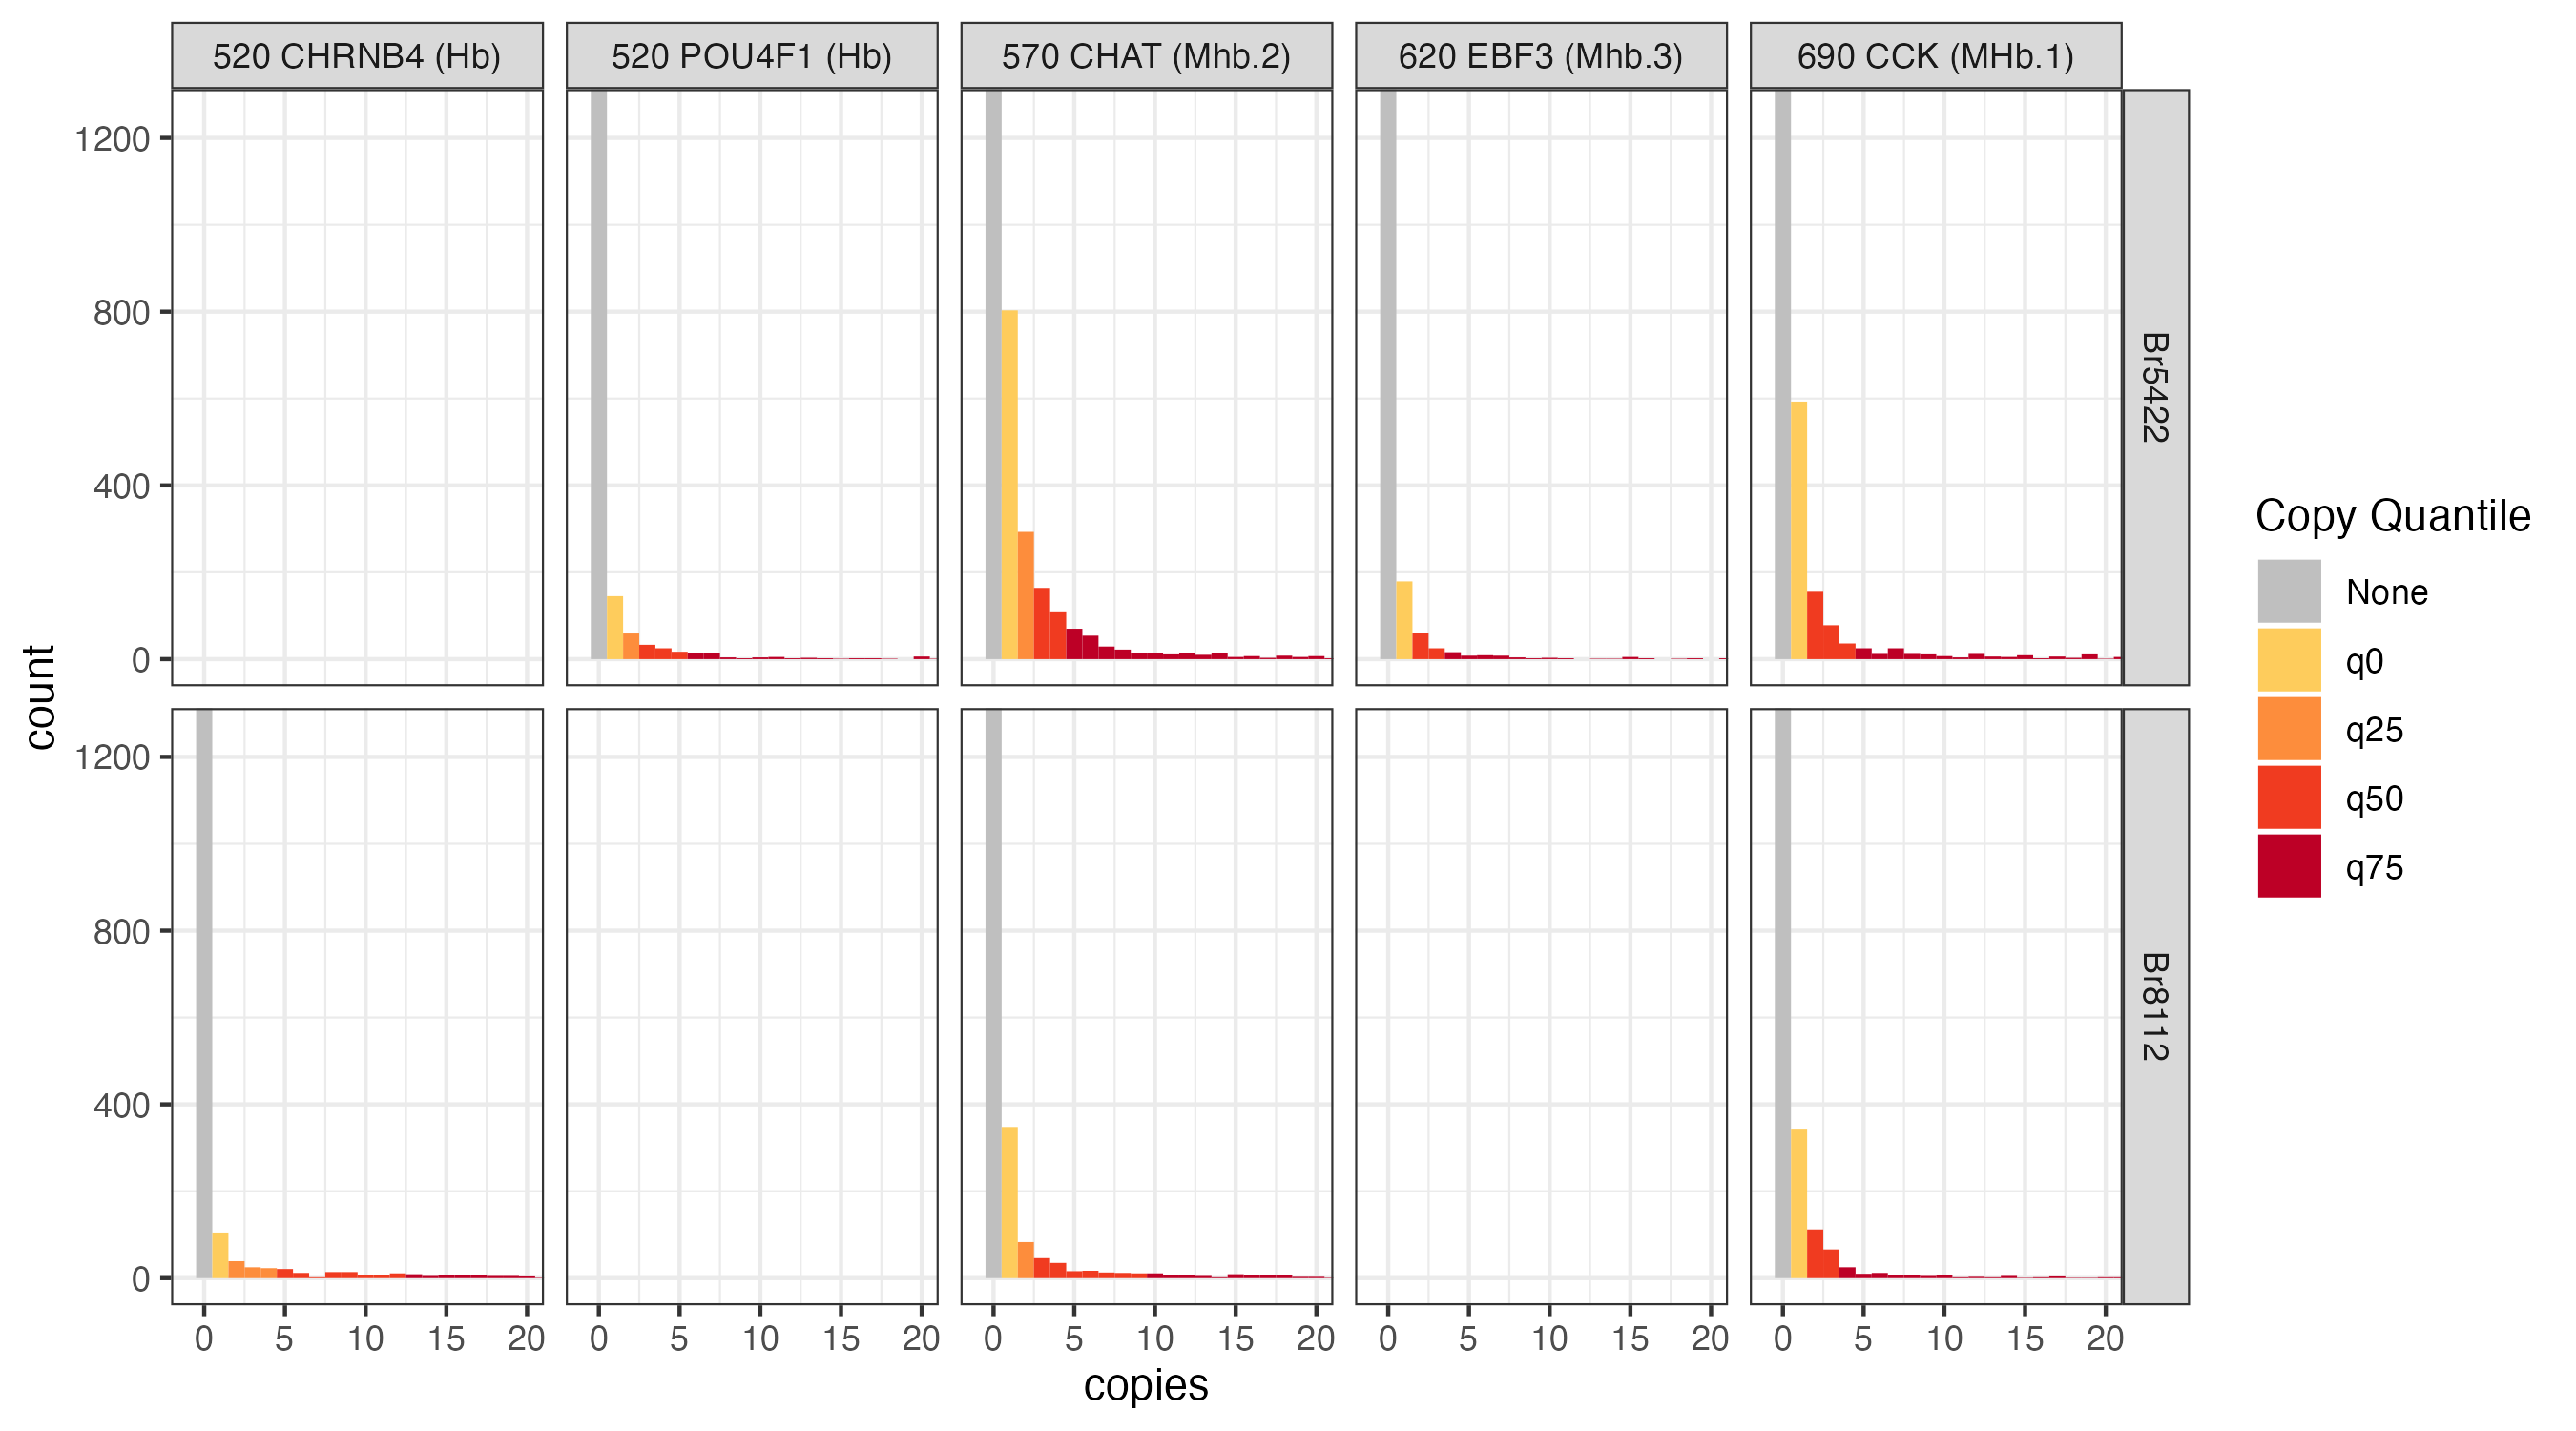 520 CHRNB4 (Hb)
520 POU4F1 (Hb)
570 CHAT (Mhb.2)
620 EBF3 (Mhb.3)
690 CCK (MHb.1)
1200
800
400
0
Br5422
1200
800
400
0
Br8112
count
0 5 10 15 20
0 5 10 15 20
0 5 10 15 20
0 5 10 15 20
0 5 10 15 20
copies
Copy Quantile
None
q0
q25
q50
q75